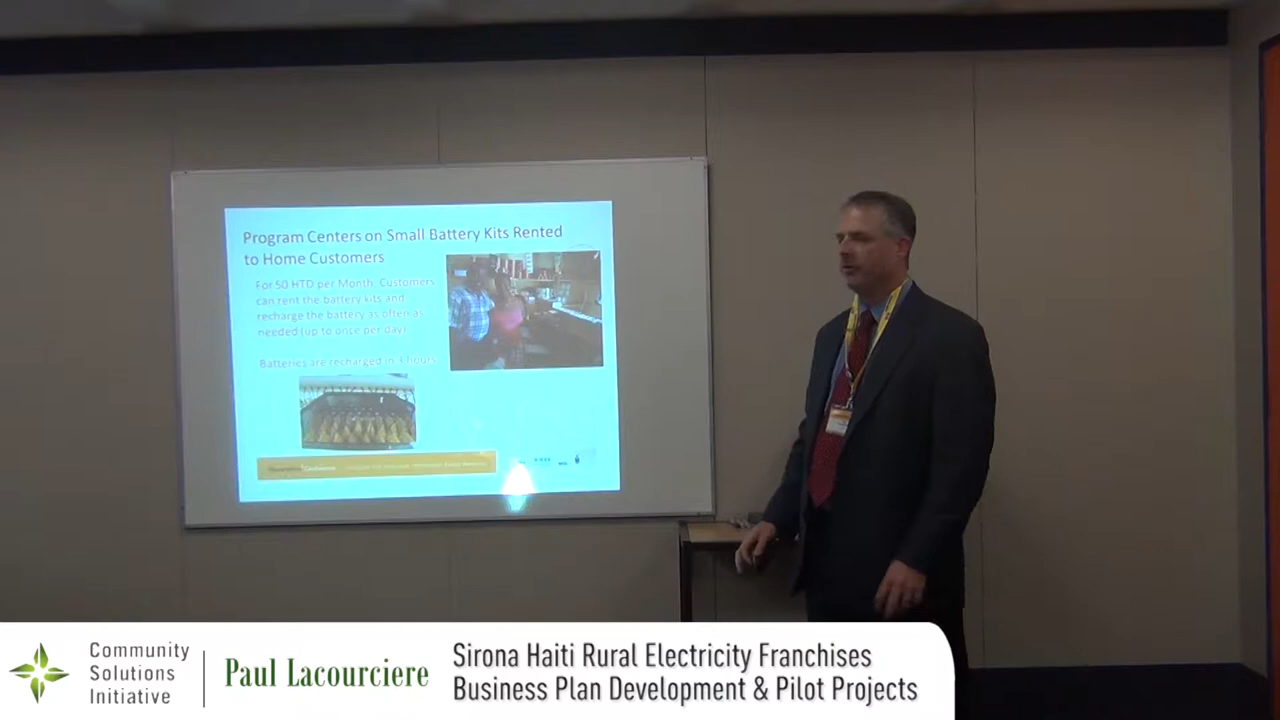 Program Centers on Small Battery Kits Rented
to Home Customers
For 50 HTD per Month, Customers
can rent the battery kits and
recharge the battery as often as
needed (up to once per day)
Batteries are recharged in hours
Community
Solutions
Initiative
Paul Lacourciere
Sirona Haiti Rural Electricity Franchises
Business Plan Development & Pilot Projects